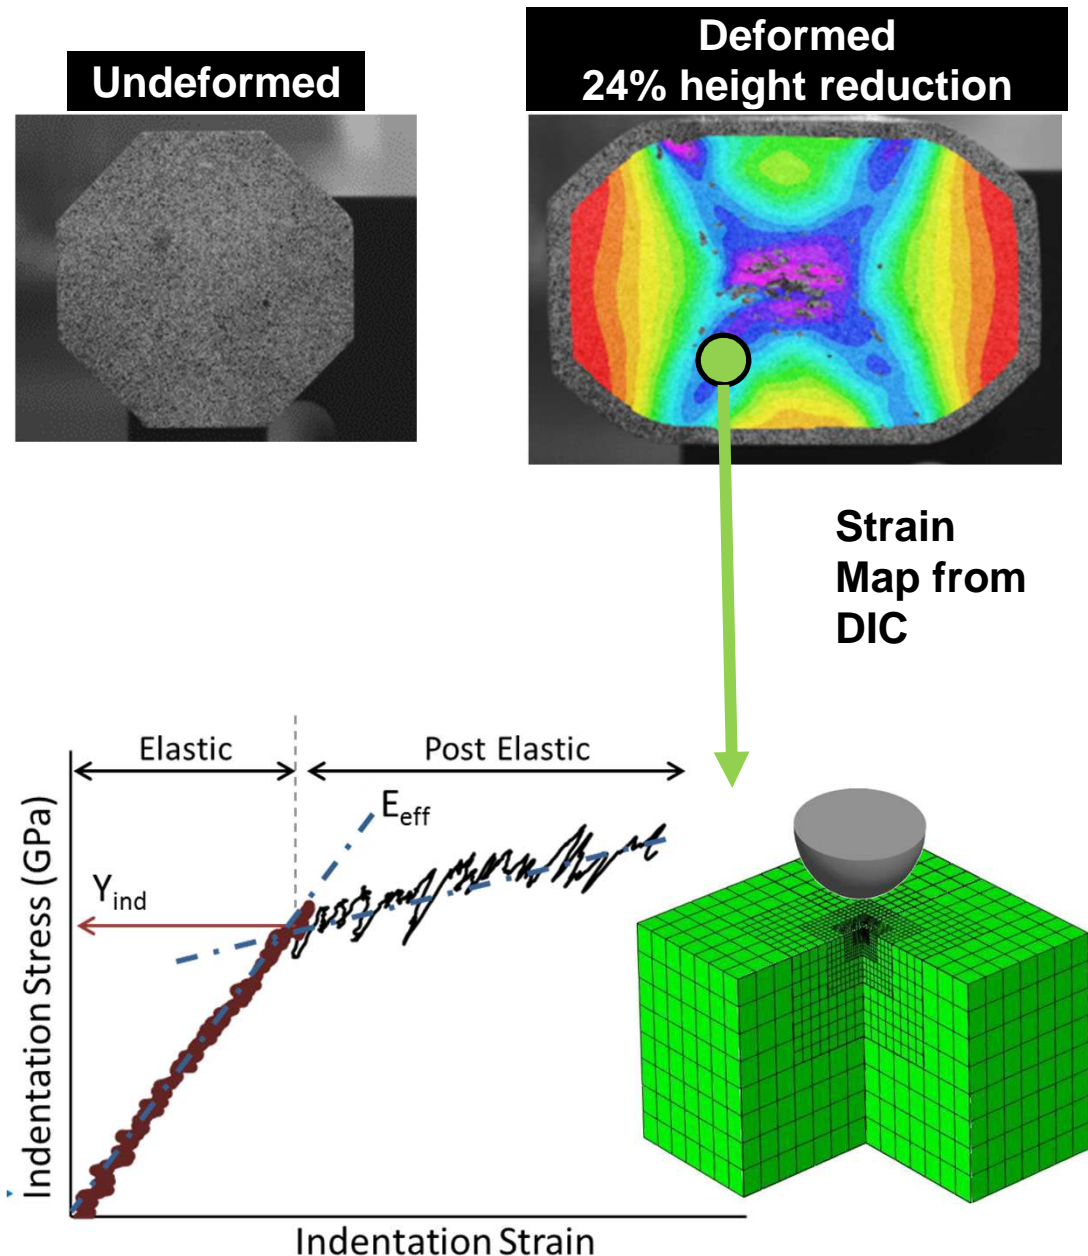 Undeformed
Deformed
24% height reduction
Strain
Map from
DIC
Elastic
Post Elastic
E_eff
Y_ind
Indentation Stress (GPa)
Indentation Strain